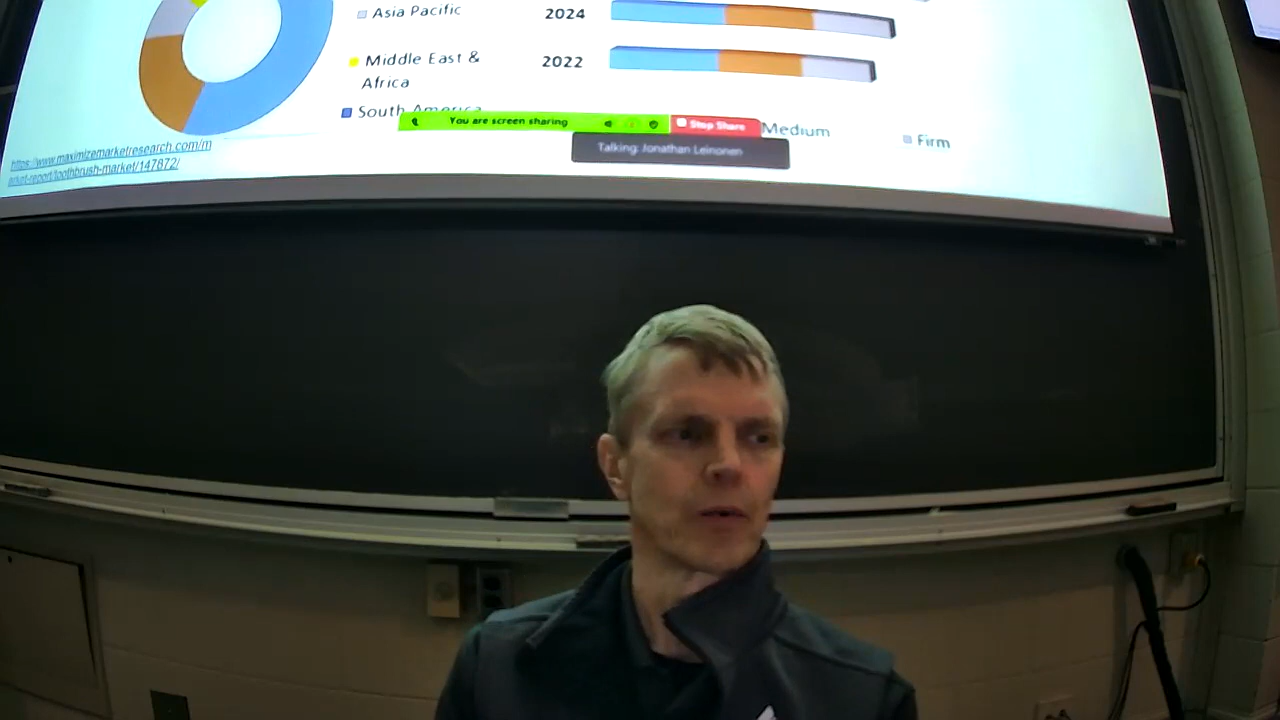 Asia Pacific
2024
Middle East &
Africa
2022
South America
You are screen sharing
Stop Share
Medium
Firm
Talking: Jonathan Leinonen
https://www.maximizemarketresearch.com/m
arket-report/toothbrush-market/147872/